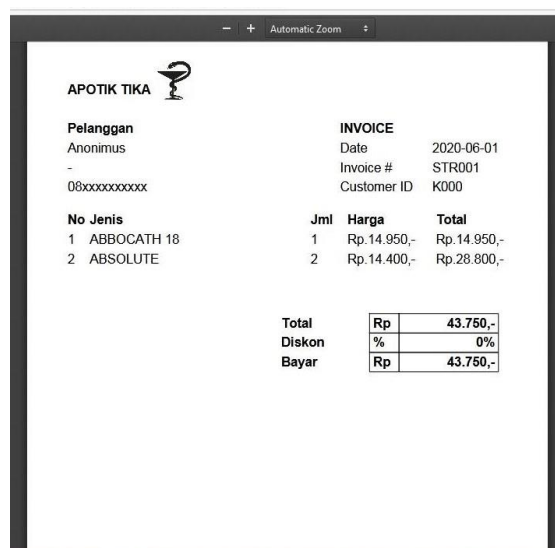 − + Automatic Zoom
APOTIK TIKA
Pelanggan INVOICE
Anonimus Date 2020-06-01
- Invoice # STR001
08xxxxxxxxxx Customer ID K000
No Jenis Jml Harga Total
1 ABBOCATH 18 1 Rp.14.950,- Rp.14.950,-
2 ABSOLUTE 2 Rp.14.400,- Rp.28.800,-
Total Rp 43.750,-
Diskon % 0%
Bayar Rp 43.750,-